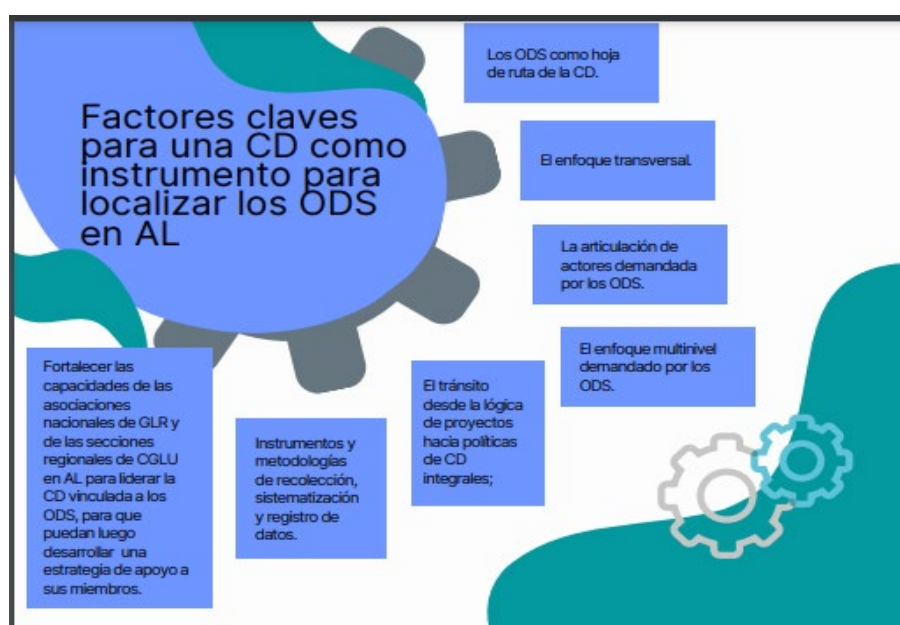 Factores claves
para una CD como
instrumento para
localizar los ODS
en AL
Los ODS como hoja
de ruta de la CD.
El enfoque transversal.
La articulación de
actores demandada
por los ODS.
El enfoque multinivel
demandado por los
ODS.
El tránsito
desde la lógica
de proyectos
hacia políticas
de CD
integrales;
Instrumentos y
metodologías
de recolección,
sistematización
y registro de
datos.
Fortalecer las
capacidades de las
asociaciones
nacionales de GLR y
de las secciones
regionales de CGLU
en AL para liderar la
CD vinculada a los
ODS, para que
puedan luego
desarrollar una
estrategia de apoyo a
sus miembros.